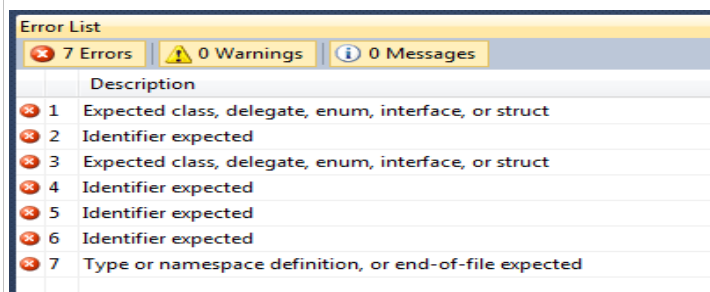 Error List
7 Errors 0 Warnings 0 Messages
Description
1 Expected class, delegate, enum, interface, or struct
2 Identifier expected
3 Expected class, delegate, enum, interface, or struct
4 Identifier expected
5 Identifier expected
6 Identifier expected
7 Type or namespace definition, or end-of-file expected